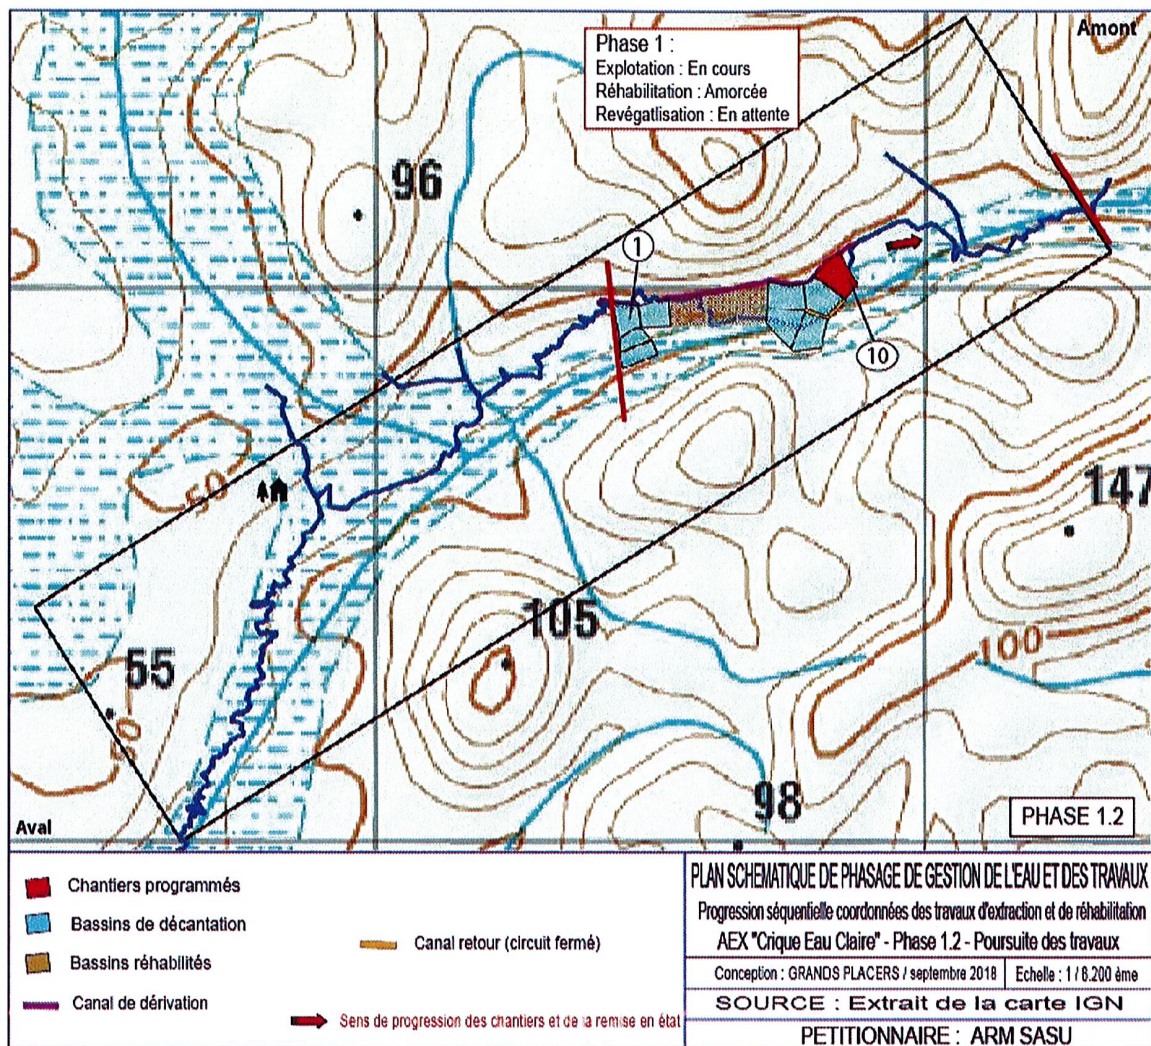 Amont
Phase 1 :
Explotation : En cours
Réhabilitation : Amorcée
Revégatlisation : En attente
96
1
10
50
147
105
100
55
50
98
PHASE 1.2
Aval
Chantiers programmés
Bassins de décantation
Bassins réhabilités
Canal de dérivation
Canal retour (circuit fermé)
Sens de progression des chantiers et de la remise en état
PLAN SCHEMATIQUE DE PHASAGE DE GESTION DE L'EAU ET DES TRAVAUX
Progression séquentielle coordonnées des travaux d'extraction et de réhabilitation
AEX "Crique Eau Claire" - Phase 1.2 - Poursuite des travaux
Conception : GRANDS PLACERS / septembre 2018
Echelle : 1 / 8.200 ème
SOURCE : Extrait de la carte IGN
PETITIONNAIRE : ARM SASU